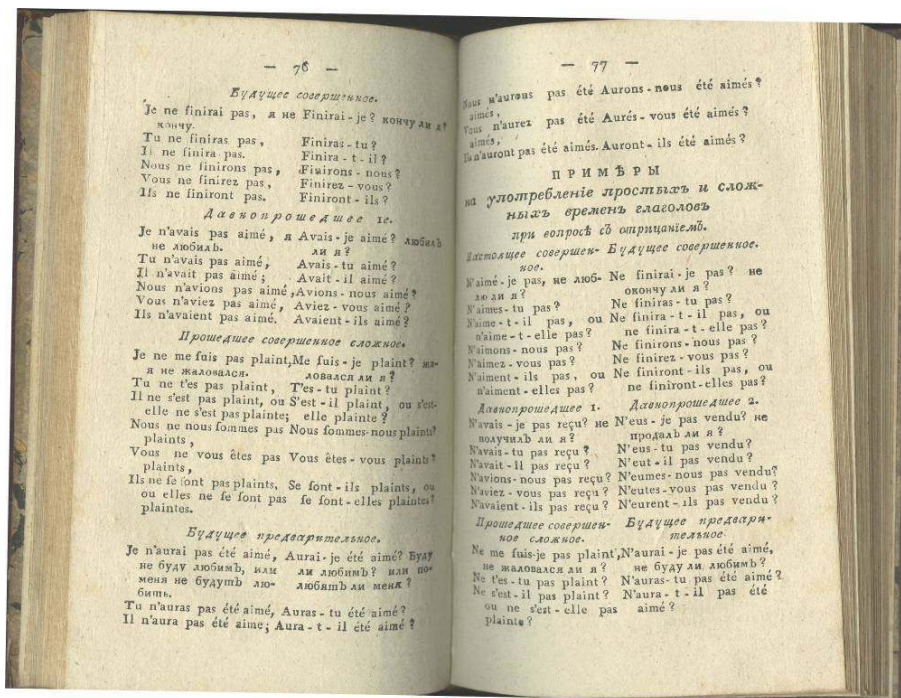 — 76 —
Будущее совершенное.
Je ne finirai pas, я не Finirai-je? кончу ли я?
кончу.
Tu ne finiras pas, Finiras-tu?
Il ne finira pas. Finira-t-il?
Nous ne finirons pas, Finirons-nous?
Vous ne finirez pas, Finirez-vous?
Ils ne finiront pas. Finiront-ils?
Давнопрошедшее 1е.
Je n'avais pas aimé, я Avais-je aimé? любилъ
не любилъ. ли я?
Tu n'avais pas aimé, Avais-tu aimé?
Il n'avait pas aimé; Avait-il aimé?
Nous n'avions pas aimé, Avions-nous aimé?
Vous n'aviez pas aimé, Aviez-vous aimé?
Ils n'avaient pas aimé. Avaient-ils aimé?
Прошедшее совершенное сложное.
Je ne me ſuis pas plaint, Me ſuis-je plaint? жа-
я не жаловался. ловался ли я?
Tu ne t'es pas plaint, T'es-tu plaint?
Il ne s'est pas plaint, ou S'est-il plaint, ou s'est-
elle ne s'est pas plainte; elle plainte?
Nous ne nous ſommes pas Nous ſommes-nous plaints?
plaints,
Vous ne vous êtes pas Vous êtes-vous plaints?
plaints,
Ils ne ſe ſont pas plaints, Se ſont-ils plaints, ou
ou elles ne ſe ſont pas ſe ſont-elles plaintes?
plaintes.
Будущее предварительное.
Je n'aurai pas été aimé, Aurai-je été aimé? Буду
не буду любимъ, или ли любимъ? или по-
меня не будутъ лю- любятъ ли меня?
бить.
Tu n'auras pas été aimé, Auras-tu été aimé?
Il n'aura pas été aime; Aura-t-il été aimé?
— 77 —
Nous n'aurons pas été Aurons-nous été aimés?
aimés,
Vous n'aurez pas été Aurés-vous été aimés?
aimés,
Ils n'auront pas été aimés. Auront-ils été aimés?
ПРИМѢРЫ
на употребленіе простыхъ и слож-
ныхъ временъ глаголовъ
при вопросѣ съ отрицаніемъ.
Настоящее совершен- Будущее совершенное.
ное.
N'aimé-je pas, не люб- Ne finirai-je pas? не
лю ли я? окончу ли я?
N'aimes-tu pas? Ne finiras-tu pas?
N'aime-t-il pas, ou Ne finira-t-il pas, ou
n'aime-t-elle pas? ne finira-t-elle pas?
N'aimons-nous pas? Ne finirons-nous pas?
N'aimez-vous pas? Ne finirez-vous pas?
N'aiment-ils pas, ou Ne finiront-ils pas, ou
n'aiment-elles pas? ne finiront-elles pas?
Давнопрошедшее 1. Давнопрошедшее 2.
N'avais-je pas reçu? не N'eus-je pas vendu? не
получилъ ли я? продалъ ли я?
N'avais-tu pas reçu? N'eus-tu pas vendu?
N'avait-il pas reçu? N'eut-il pas vendu?
N'avions-nous pas reçu? N'eumes-nous pas vendu?
N'aviez-vous pas reçu? N'eutes-vous pas vendu?
N'avaient-ils pas reçu? N'eurent-ils pas vendu?
Прошедшее совершен- Будущее предвари-
ное сложное. тельное.
Ne me ſuis-je pas plaint, N'aurai-je pas été aimé,
не жаловался ли я? не буду ли любимъ?
Ne t'es-tu pas plaint? N'auras-tu pas été aimé?
Ne s'est-il pas plaint? N'aura-t-il pas été
ou ne s'est-elle pas aimé?
plainte?